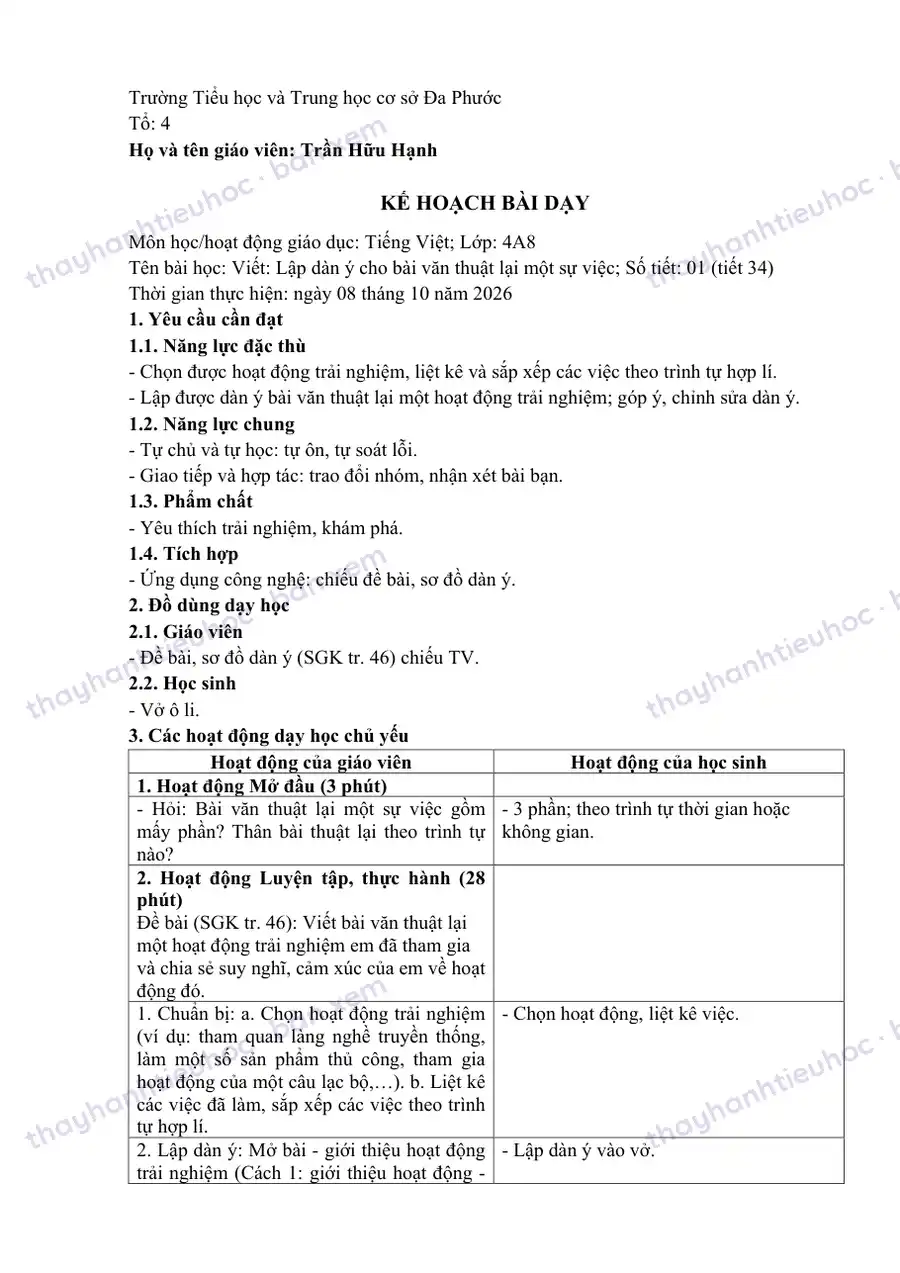 Trường Tiểu học và Trung học cơ sở Đa Phước
Tổ: 4
Họ và tên giáo viên: Trần Hữu Hạnh
KẾ HOẠCH BÀI DẠY
Môn học/hoạt động giáo dục: Tiếng Việt; Lớp: 4A8
Tên bài học: Viết: Lập dàn ý cho bài văn thuật lại một sự việc; Số tiết: 01 (tiết 34)
Thời gian thực hiện: ngày 08 tháng 10 năm 2026
1. Yêu cầu cần đạt
1.1. Năng lực đặc thù
- Chọn được hoạt động trải nghiệm, liệt kê và sắp xếp các việc theo trình tự hợp lí.
- Lập được dàn ý bài văn thuật lại một hoạt động trải nghiệm; góp ý, chỉnh sửa dàn ý.
1.2. Năng lực chung
- Tự chủ và tự học: tự ôn, tự soát lỗi.
- Giao tiếp và hợp tác: trao đổi nhóm, nhận xét bài bạn.
1.3. Phẩm chất
- Yêu thích trải nghiệm, khám phá.
1.4. Tích hợp
- Ứng dụng công nghệ: chiếu đề bài, sơ đồ dàn ý.
2. Đồ dùng dạy học
2.1. Giáo viên
- Đề bài, sơ đồ dàn ý (SGK tr. 46) chiếu TV.
2.2. Học sinh
- Vở ô li.
3. Các hoạt động dạy học chủ yếu
Hoạt động của giáo viên
Hoạt động của học sinh
1. Hoạt động Mở đầu (3 phút)
- Hỏi: Bài văn thuật lại một sự việc gồm
mấy phần? Thân bài thuật lại theo trình tự
nào?
- 3 phần; theo trình tự thời gian hoặc
không gian.
2. Hoạt động Luyện tập, thực hành (28
phút)
Đề bài (SGK tr. 46): Viết bài văn thuật lại
một hoạt động trải nghiệm em đã tham gia
và chia sẻ suy nghĩ, cảm xúc của em về hoạt
động đó.
1. Chuẩn bị: a. Chọn hoạt động trải nghiệm
(ví dụ: tham quan làng nghề truyền thống,
làm một số sản phẩm thủ công, tham gia
hoạt động của một câu lạc bộ,…). b. Liệt kê
các việc đã làm, sắp xếp các việc theo trình
tự hợp lí.
- Chọn hoạt động, liệt kê việc.
2. Lập dàn ý: Mở bài - giới thiệu hoạt động
trải nghiệm (Cách 1: giới thiệu hoạt động -
- Lập dàn ý vào vở.
thayhanhtieuhoc · bản xem
thayhanhtieuhoc · b
thayhanhtieuhoc · bản xem
thayhanhtieuhoc · b
thayhanhtieuhoc · bản xem
thayhanhtieuhoc · b